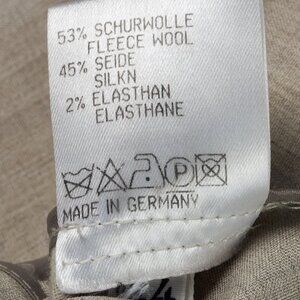 53% SCHURWOLLE
FLEECE WOOL
45% SEIDE
SILKN
2% ELASTHAN
ELASTHANE
P
MADE IN GERMANY